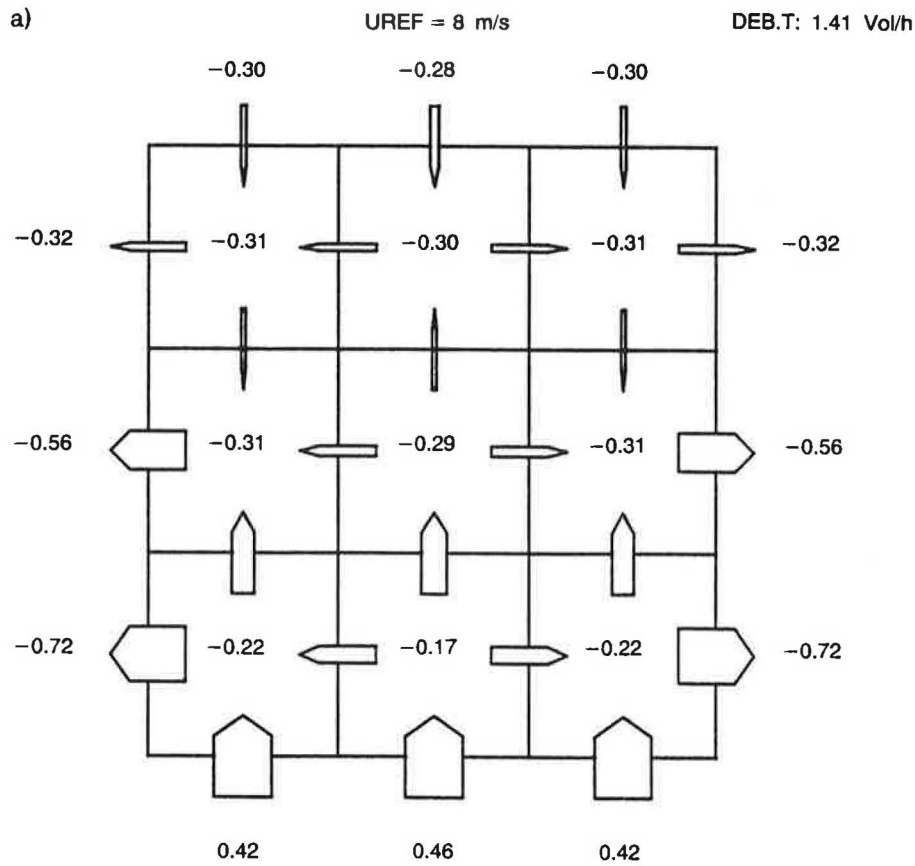 a) UREF = 8 m/s DEB.T: 1.41 Vol/h
−0.30 −0.28 −0.30
−0.32 −0.31 −0.30 −0.31 −0.32
−0.56 −0.31 −0.29 −0.31 −0.56
−0.72 −0.22 −0.17 −0.22 −0.72
0.42 0.46 0.42